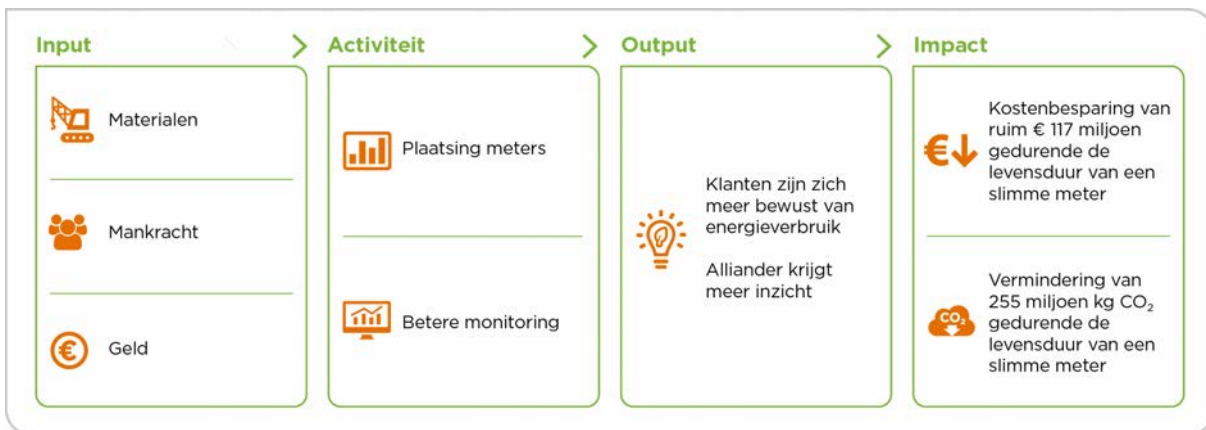 Input
Materialen
Mankracht
€
Geld
Activiteit
Plaatsing meters
Betere monitoring
Output
Klanten zijn zich
meer bewust van
energieverbruik
Alliander krijgt
meer inzicht
Impact
€
Kostenbesparing van
ruim € 117 miljoen
gedurende de
levensduur van een
slimme meter
CO₂
Vermindering van
255 miljoen kg CO₂
gedurende de
levensduur van een
slimme meter